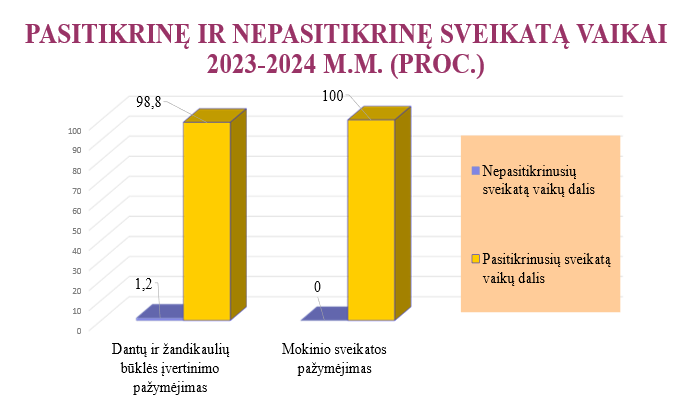 PASITIKRINĘ IR NEPASITIKRINĘ SVEIKATĄ VAIKAI
2023-2024 M.M. (PROC.)
98,8
100
1,2
0
100
90
80
70
60
50
40
30
20
10
0
Dantų ir žandikaulių
būklės įvertinimo
pažymėjimas
Mokinio sveikatos
pažymėjimas
Nepasitikrinusių
sveikatą vaikų dalis
Pasitikrinusių sveikatą
vaikų dalis